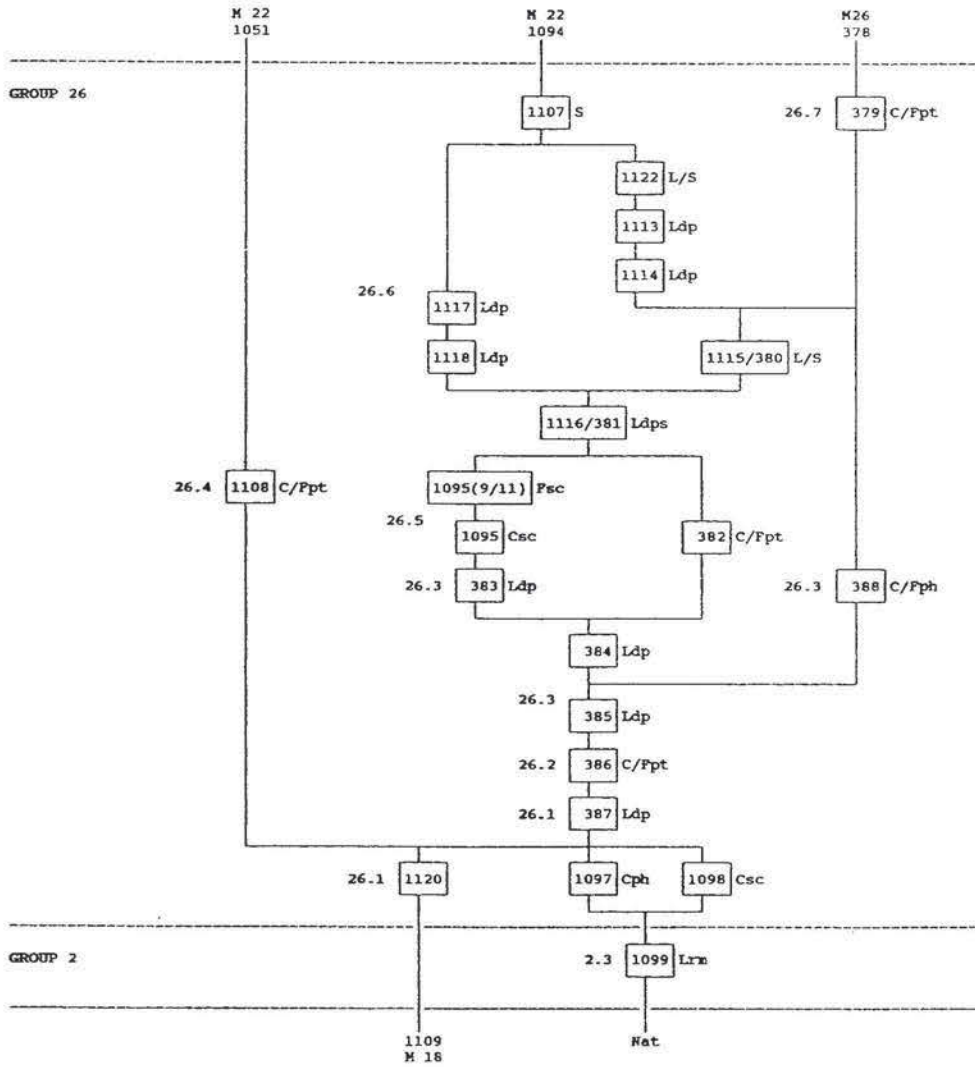 M 22 M 22 M26
1051 1094 378
GROUP 26
1107 S 26.7 379 C/Fpt
1122 L/S
1113 Ldp
1114 Ldp
26.6
1117 Ldp
1118 Ldp 1115/380 L/S
1116/381 Ldps
26.4 1108 C/Fpt 1095(9/11) Fsc
26.5
1095 Csc 382 C/Fpt
26.3 383 Ldp 26.3 388 C/Fph
384 Ldp
26.3
385 Ldp
26.2 386 C/Fpt
26.1 387 Ldp
26.1 1120 1097 Cph 1098 Csc
GROUP 2 2.3 1099 Lrm
1109 Nat
M 18